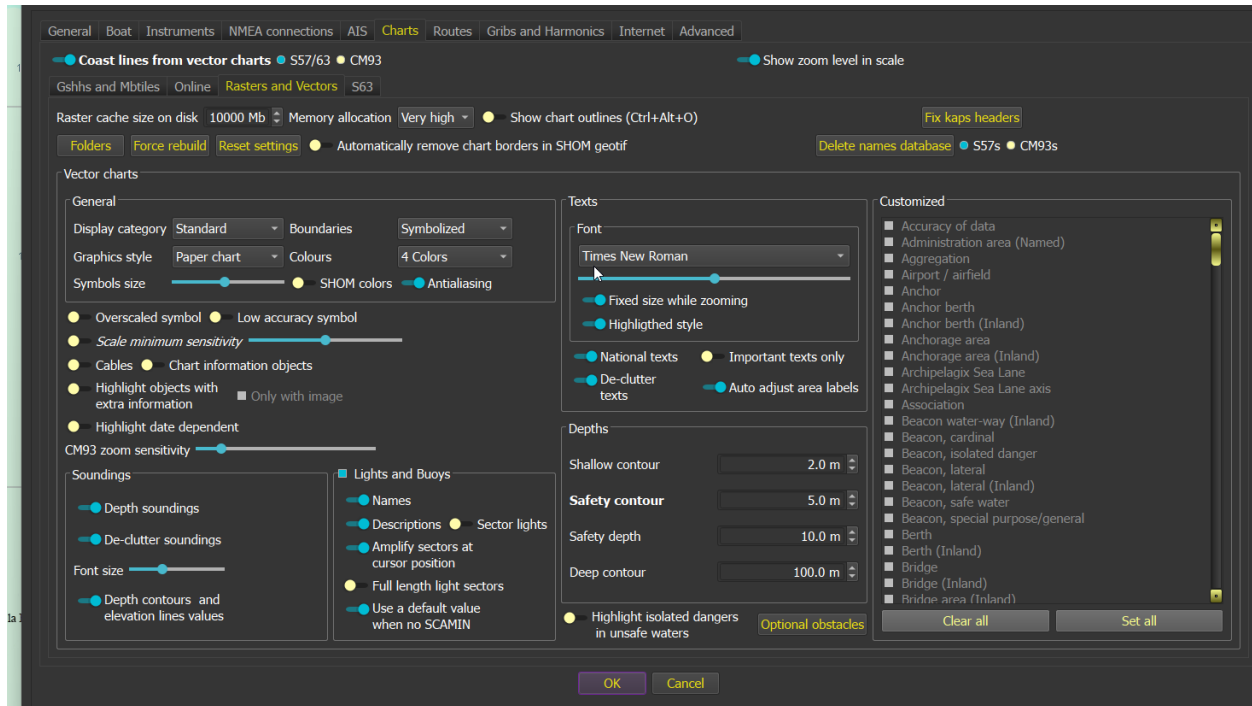 General Boat Instruments NMEA connections AIS Charts Routes Gribs and Harmonics Internet Advanced
Coast lines from vector charts S57/63 CM93 Show zoom level in scale
Gshhs and Mbtiles Online Rasters and Vectors S63
Raster cache size on disk 10000 Mb Memory allocation Very high Show chart outlines (Ctrl+Alt+O) Fix kaps headers
Folders Force rebuild Reset settings Automatically remove chart borders in SHOM geotif Delete names database S57s CM93s
Vector charts
General
Display category Standard Boundaries Symbolized
Graphics style Paper chart Colours 4 Colors
Symbols size SHOM colors Antialiasing
Overscaled symbol Low accuracy symbol
Scale minimum sensitivity
Cables Chart information objects
Highlight objects with
extra information
Only with image
Highlight date dependent
CM93 zoom sensitivity
Soundings
Depth soundings
De-clutter soundings
Font size
Depth contours and
elevation lines values
Lights and Buoys
Names
Descriptions Sector lights
Amplify sectors at
cursor position
Full length light sectors
Use a default value
when no SCAMIN
Texts
Font
Times New Roman
Fixed size while zooming
Highligthed style
National texts Important texts only
De-clutter
texts
Auto adjust area labels
Depths
Shallow contour 2.0 m
Safety contour 5.0 m
Safety depth 10.0 m
Deep contour 100.0 m
Highlight isolated dangers
in unsafe waters
Optional obstacles
Customized
Accuracy of data
Administration area (Named)
Aggregation
Airport / airfield
Anchor
Anchor berth
Anchor berth (Inland)
Anchorage area
Anchorage area (Inland)
Archipelagix Sea Lane
Archipelagix Sea Lane axis
Association
Beacon water-way (Inland)
Beacon, cardinal
Beacon, isolated danger
Beacon, lateral
Beacon, lateral (Inland)
Beacon, safe water
Beacon, special purpose/general
Berth
Berth (Inland)
Bridge
Bridge (Inland)
Bridge area (Inland)
Clear all Set all
OK Cancel